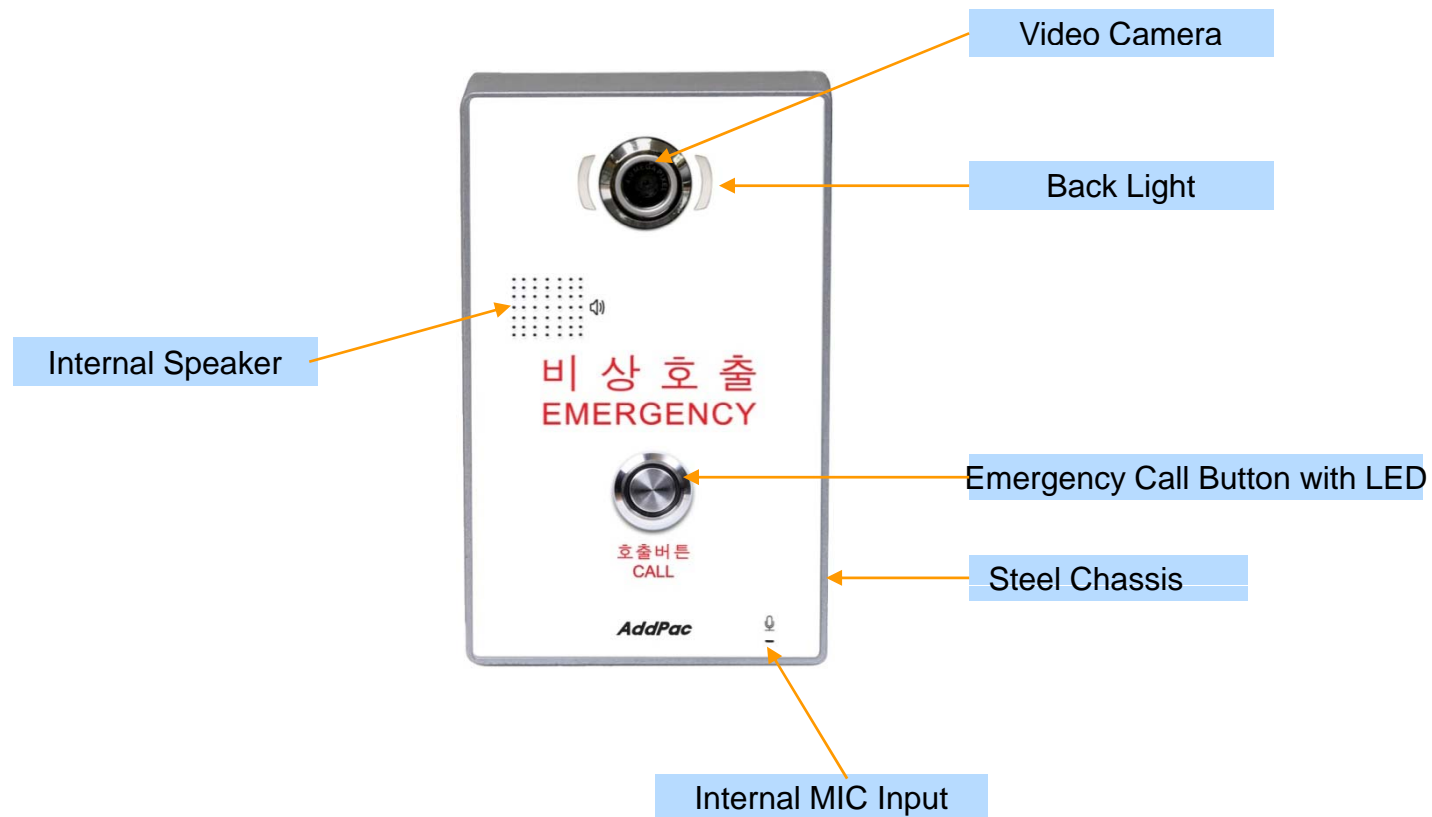 Video Camera
Back Light
Internal Speaker
비상호출
EMERGENCY
Emergency Call Button with LED
호출버튼
CALL
Steel Chassis
AddPac
Internal MIC Input